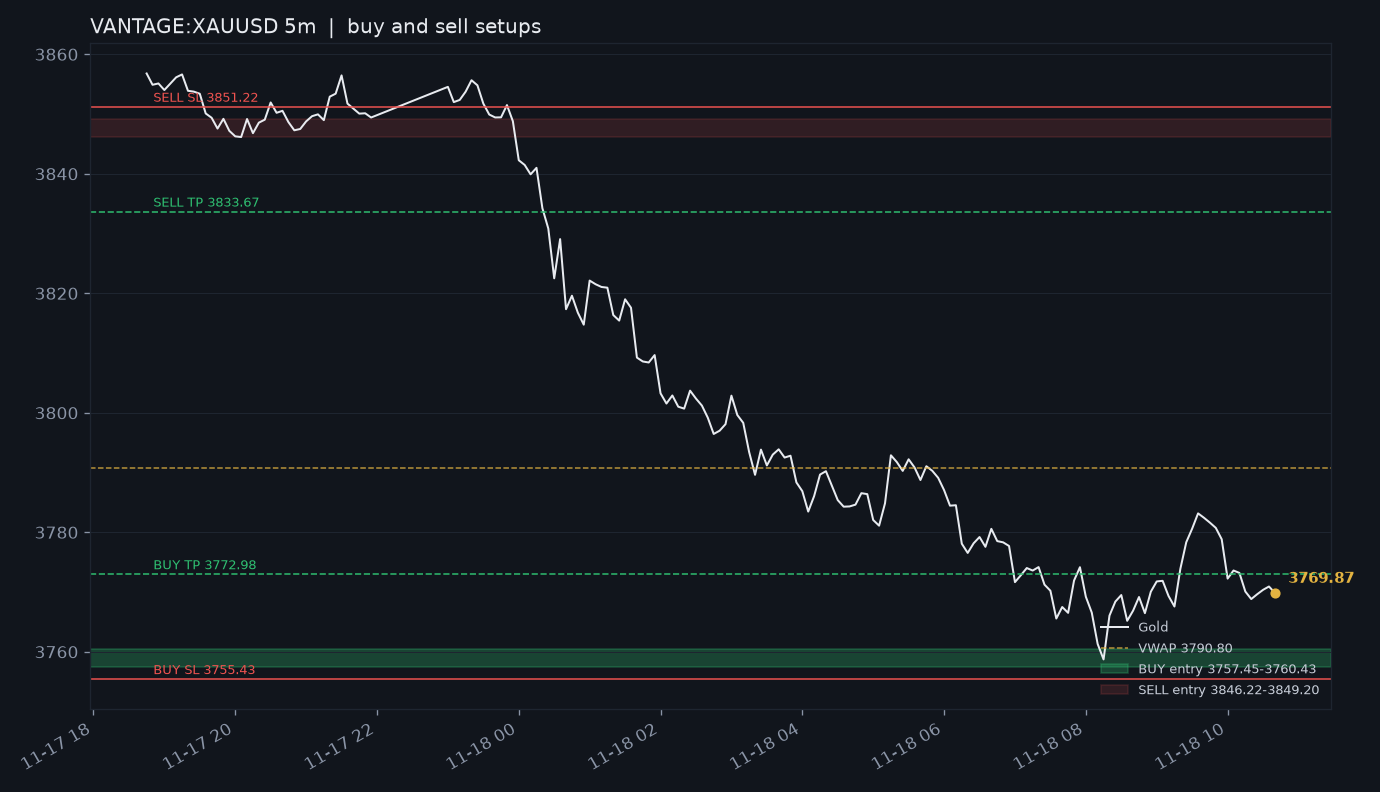 VANTAGE:XAUUSD 5m | buy and sell setups
3860
SELL SL 3851.22
3840
SELL TP 3833.67
3820
3800
3780
BUY TP 3772.98
3769.87
Gold
3760
VWAP 3790.80
BUY SL 3755.43
BUY entry 3757.45-3760.43
SELL entry 3846.22-3849.20
11-17 18
11-17 20
11-17 22
11-18 00
11-18 02
11-18 04
11-18 06
11-18 08
11-18 10